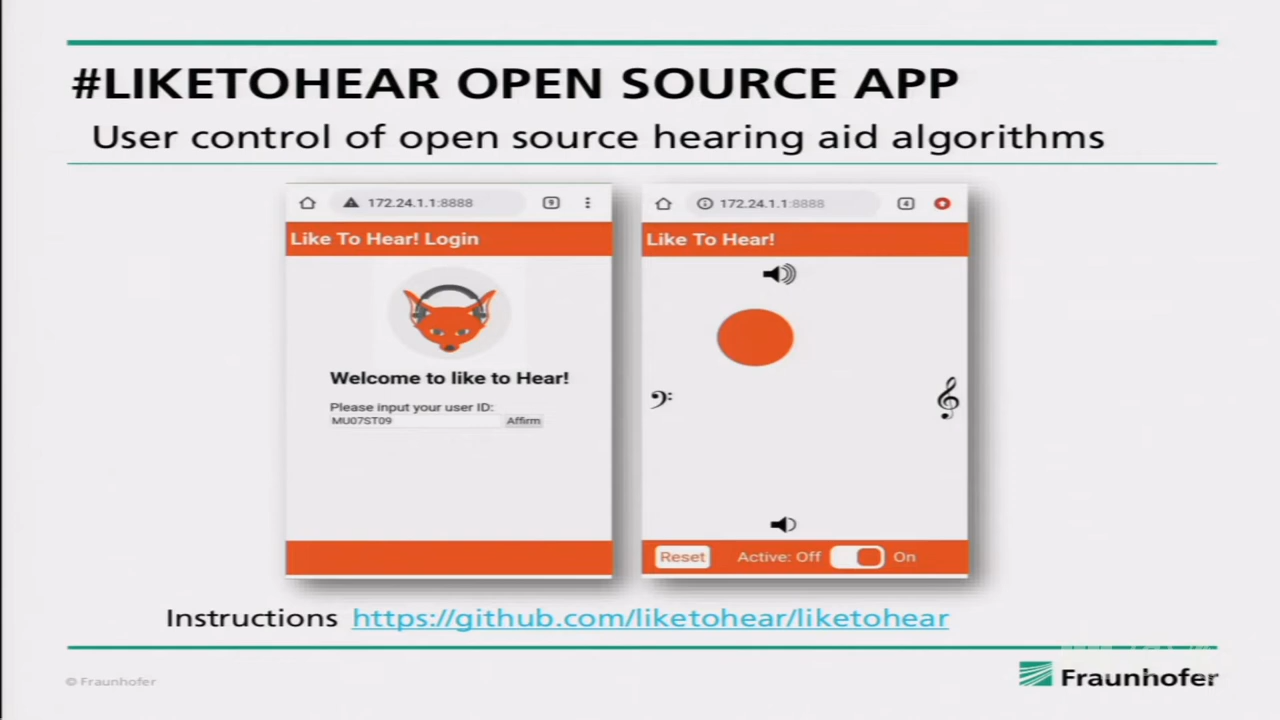 #LIKETOHEAR OPEN SOURCE APP
User control of open source hearing aid algorithms
172.24.1.1:8888
9
Like To Hear! Login
Welcome to like to Hear!
Please input your user ID:
MU07ST09
Affirm
172.24.1.1:8888
4
Like To Hear!
Reset
Active: Off
On
Instructions https://github.com/liketohear/liketohear
© Fraunhofer
Fraunhofer